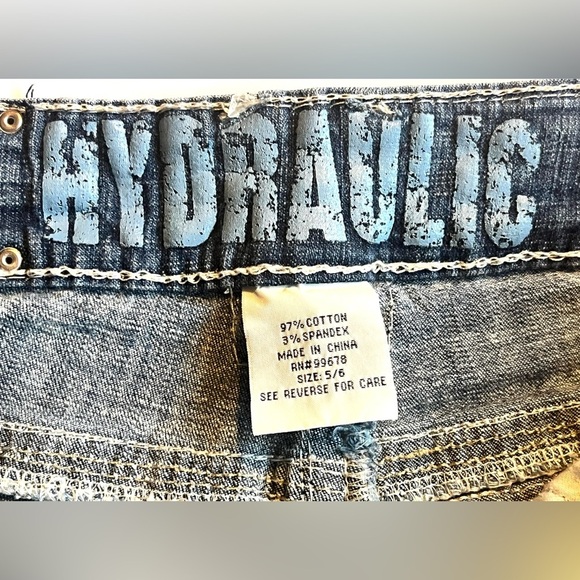 HYDRAULIC
97% COTTON
3% SPANDEX
MADE IN CHINA
RN#99678
SIZE: 5/6
SEE REVERSE FOR CARE